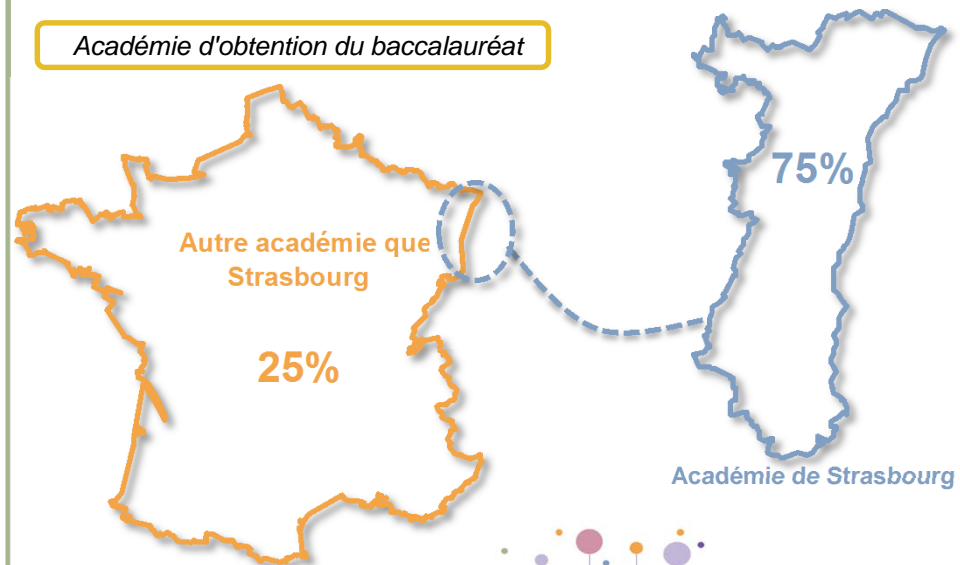 Académie d'obtention du baccalauréat
75%
Autre académie que
Strasbourg
25%
Académie de Strasbourg